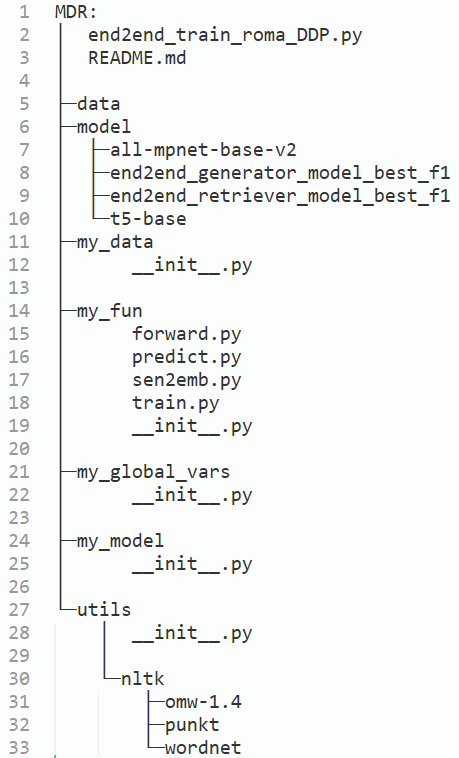 1 MDR:
2 end2end_train_roma_DDP.py
3 README.md
4
5 data
6 model
7 all-mpnet-base-v2
8 end2end_generator_model_best_f1
9 end2end_retriever_model_best_f1
10 t5-base
11 my_data
12 __init__.py
13
14 my_fun
15 forward.py
16 predict.py
17 sen2emb.py
18 train.py
19 __init__.py
20
21 my_global_vars
22 __init__.py
23
24 my_model
25 __init__.py
26
27 utils
28 __init__.py
29
30 nltk
31 omw-1.4
32 punkt
33 wordnet